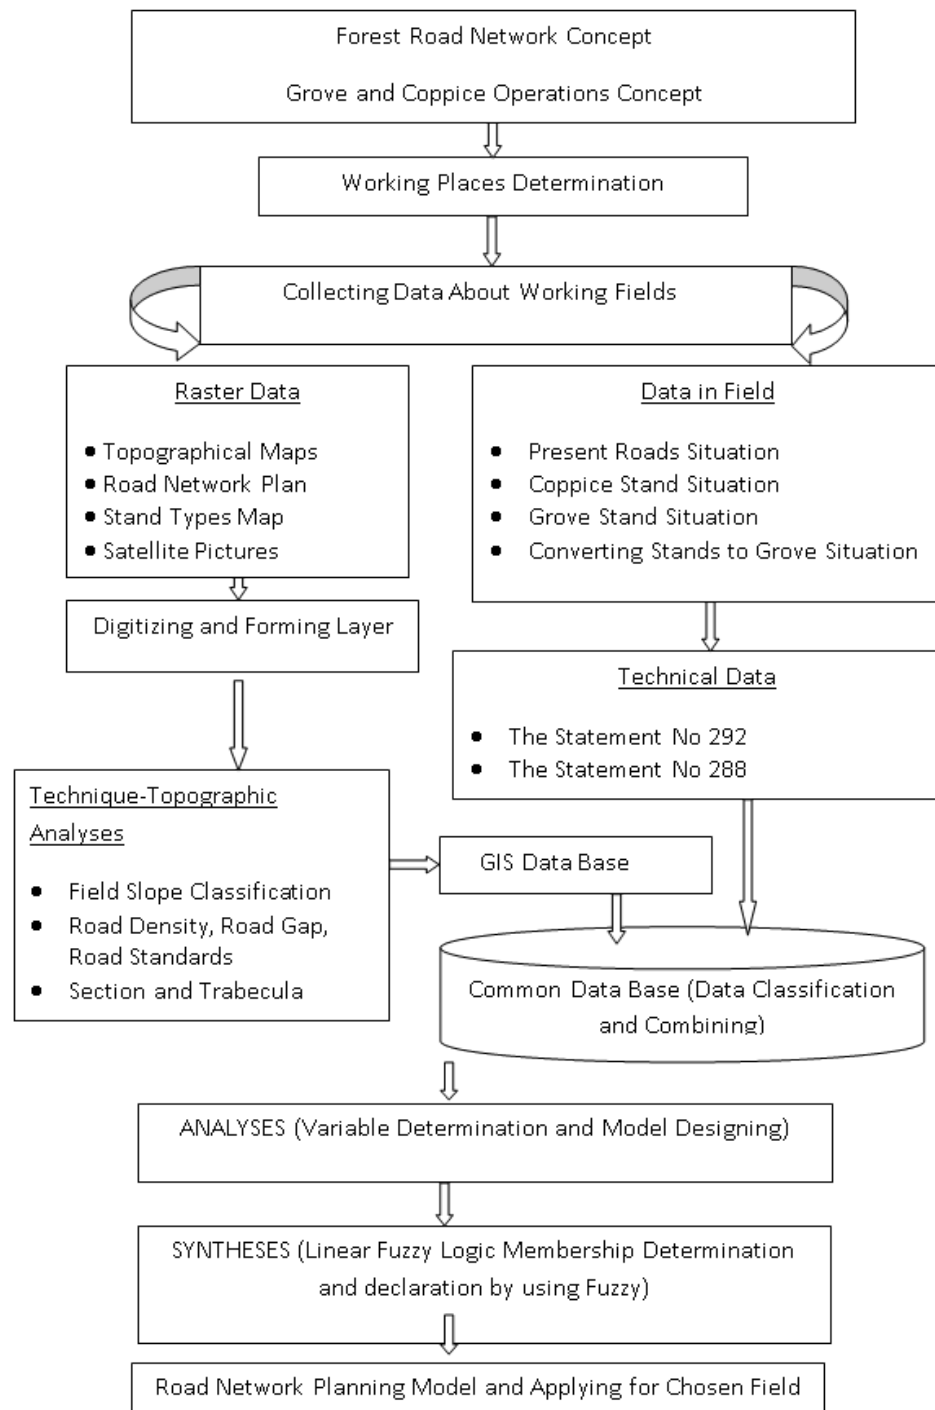 Forest Road Network Concept
Grove and Coppice Operations Concept
Working Places Determination
Collecting Data About Working Fields
Raster Data
● Topographical Maps
● Road Network Plan
● Stand Types Map
● Satellite Pictures
Data in Field
● Present Roads Situation
● Coppice Stand Situation
● Grove Stand Situation
● Converting Stands to Grove Situation
Digitizing and Forming Layer
Technical Data
● The Statement No 292
● The Statement No 288
Technique-Topographic
Analyses
● Field Slope Classification
● Road Density, Road Gap,
Road Standards
● Section and Trabecula
GIS Data Base
Common Data Base (Data Classification
and Combining)
ANALYSES (Variable Determination and Model Designing)
SYNTHESES (Linear Fuzzy Logic Membership Determination
and declaration by using Fuzzy)
Road Network Planning Model and Applying for Chosen Field